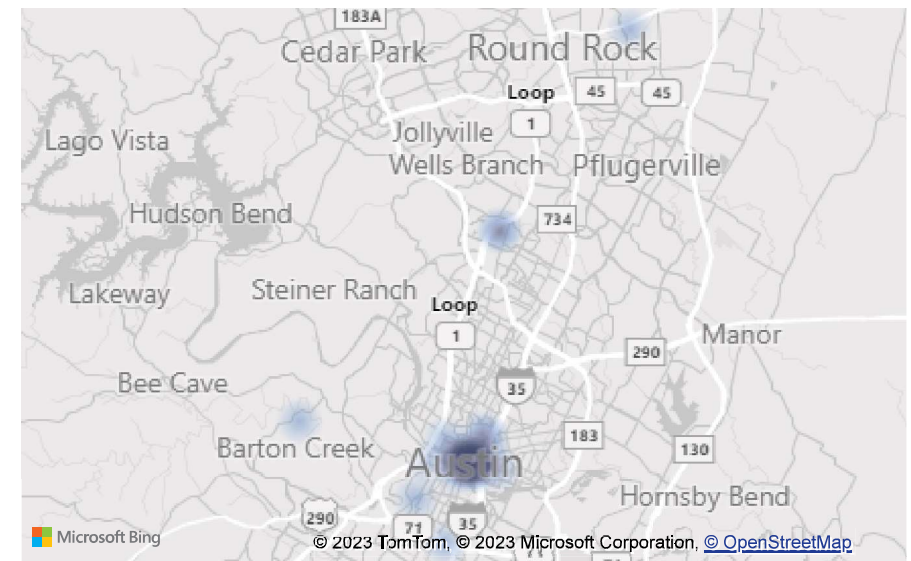 183A
Cedar Park
Round Rock
Loop
45
45
1
Lago Vista
Jollyville
Wells Branch
Pflugerville
Hudson Bend
734
Lakeway
Steiner Ranch
Loop
1
Manor
290
Bee Cave
35
183
Barton Creek
130
Austin
Hornsby Bend
290
71
35
Microsoft Bing
© 2023 TomTom, © 2023 Microsoft Corporation, © OpenStreetMap
71